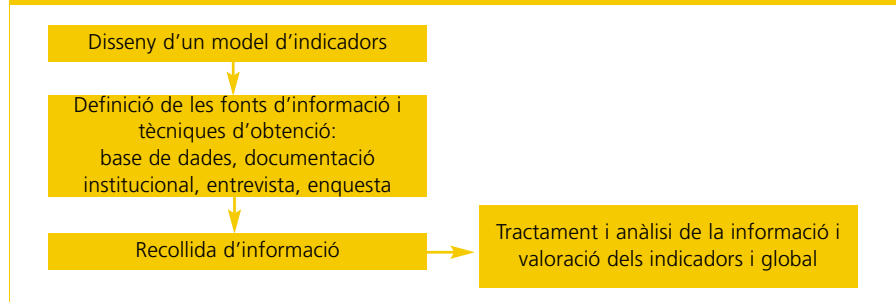 Disseny d'un model d'indicadors
Definició de les fonts d'informació i
tècniques d'obtenció:
base de dades, documentació
institucional, entrevista, enquesta
Recollida d'informació
Tractament i anàlisi de la informació i
valoració dels indicadors i global